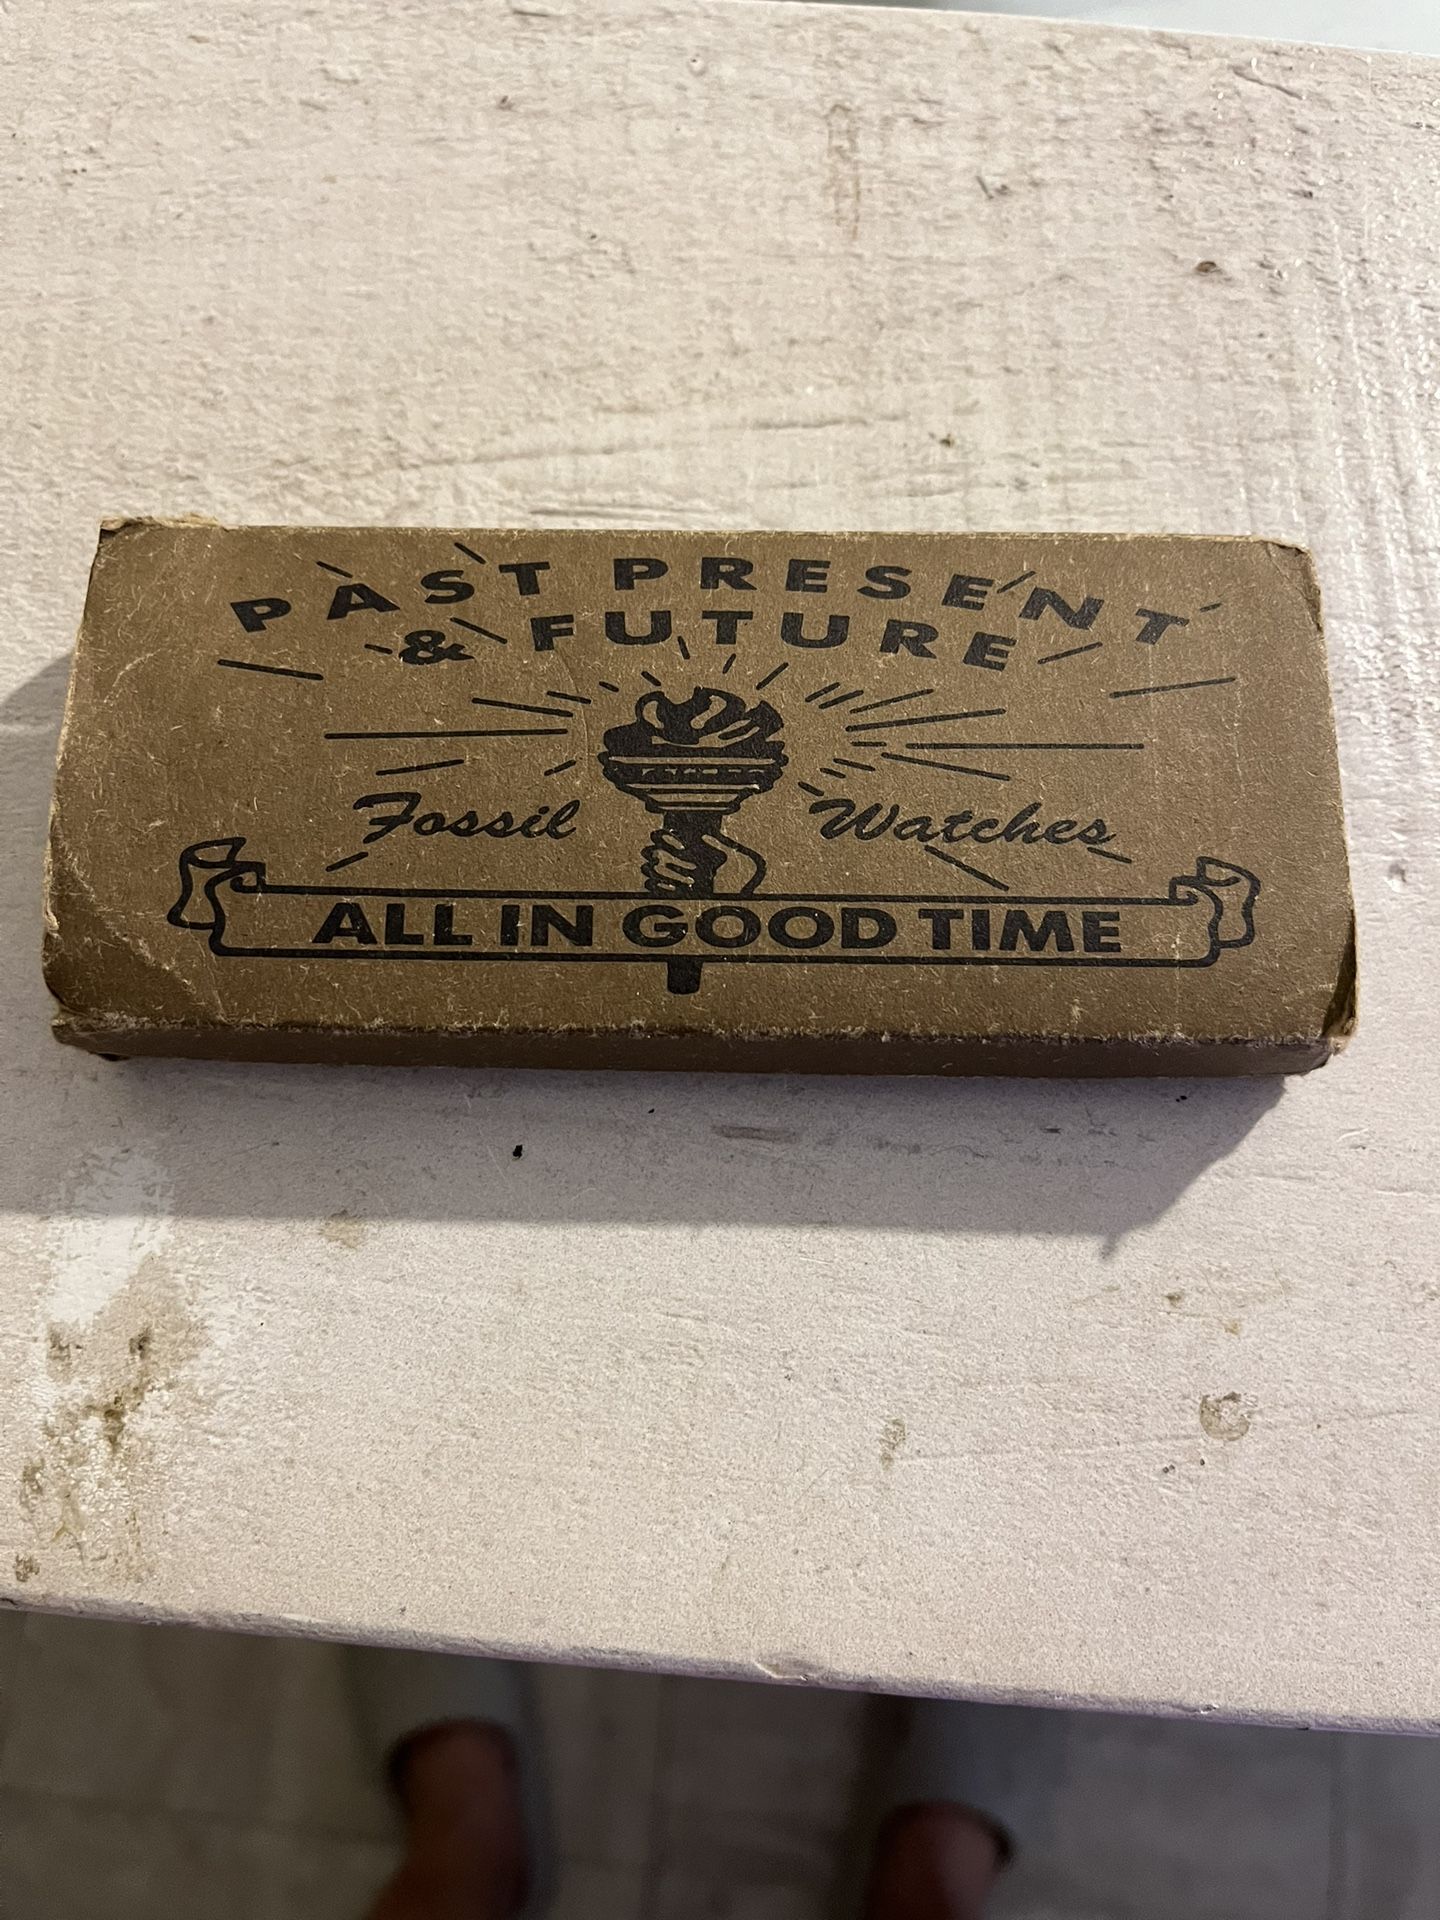 PAST PRESENT
& FUTURE
Fossil Watches
ALL IN GOOD TIME